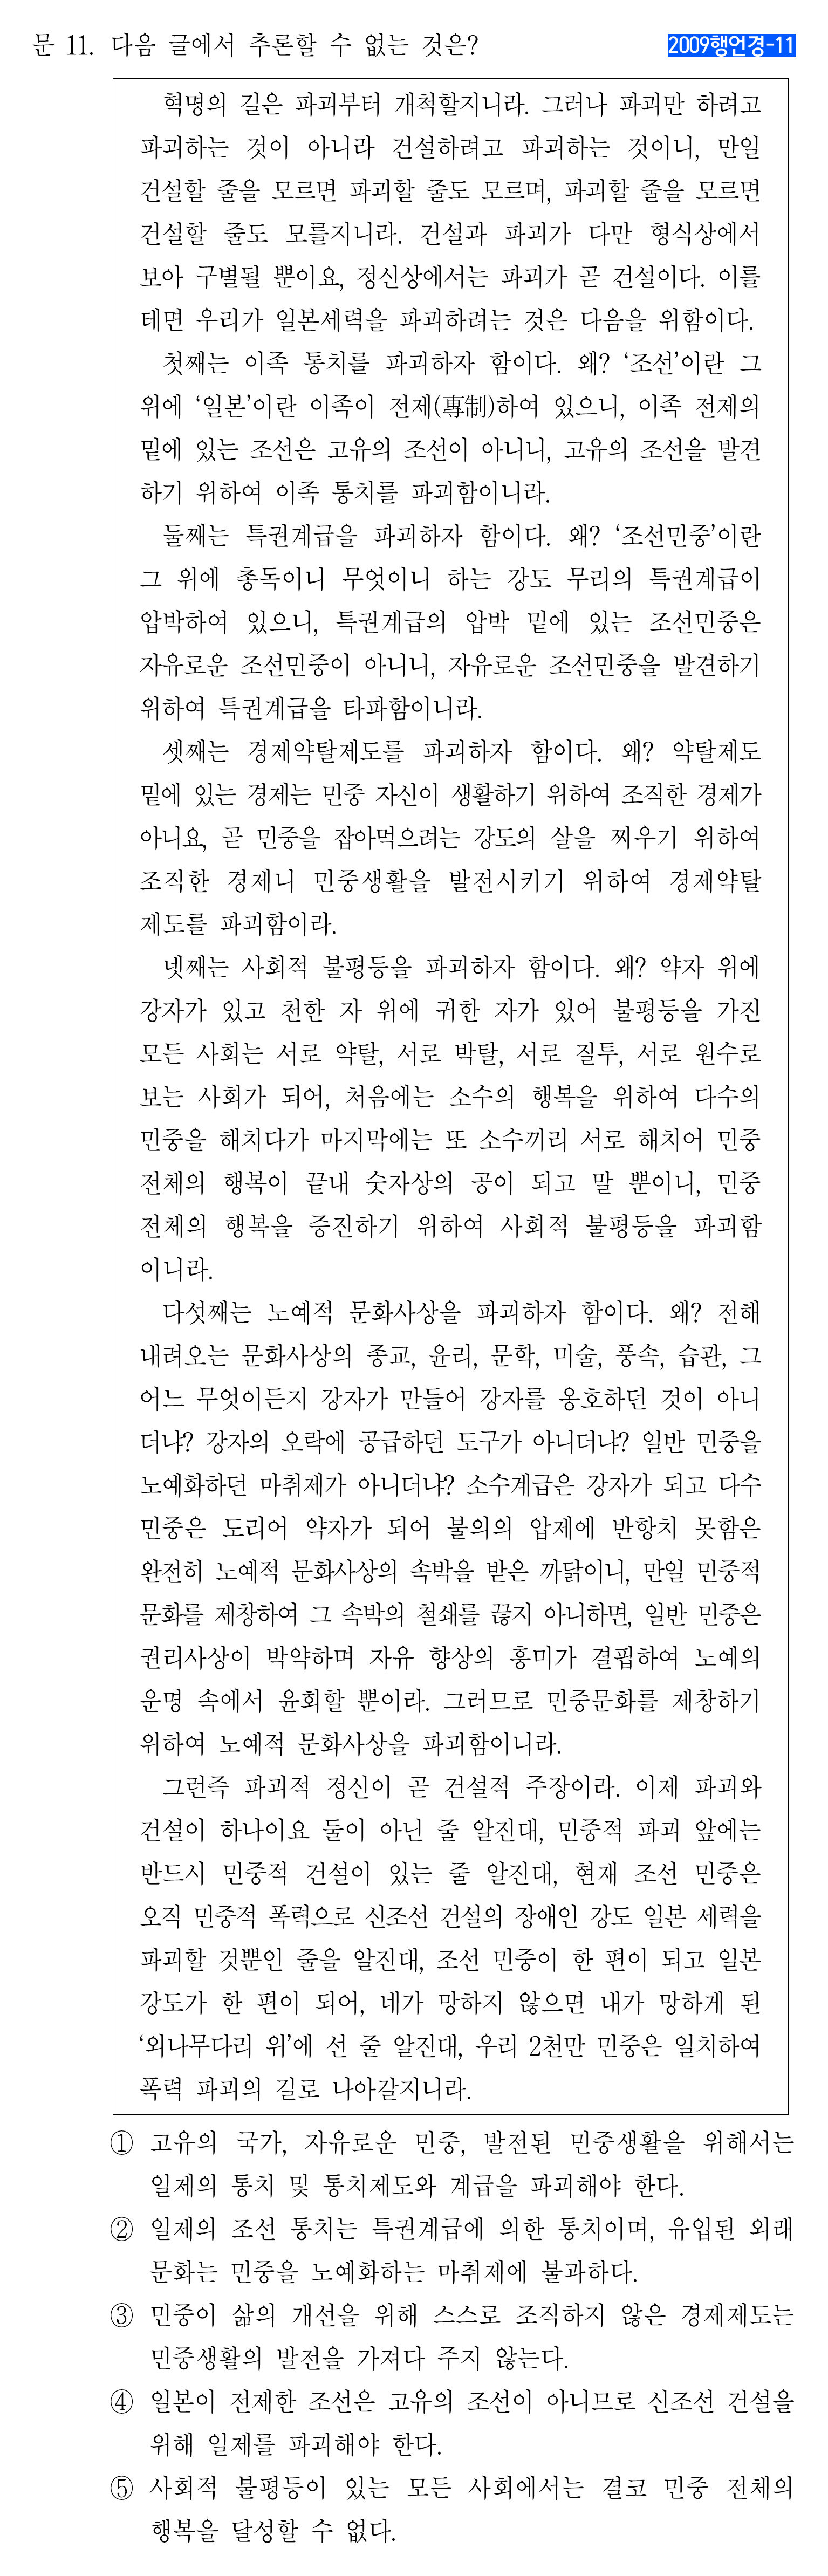 문 11. 다음 글에서 추론할 수 없는 것은?
2009행언경-11
혁명의 길은 파괴부터 개척할지니라. 그러나 파괴만 하려고
파괴하는 것이 아니라 건설하려고 파괴하는 것이니, 만일
건설할 줄을 모르면 파괴할 줄도 모르며, 파괴할 줄을 모르면
건설할 줄도 모를지니라. 건설과 파괴가 다만 형식상에서
보아 구별될 뿐이요, 정신상에서는 파괴가 곧 건설이다. 이를
테면 우리가 일본세력을 파괴하려는 것은 다음을 위함이다.
첫째는 이족 통치를 파괴하자 함이다. 왜? ‘조선’이란 그
위에 ‘일본’이란 이족이 전제(專制)하여 있으니, 이족 전제의
밑에 있는 조선은 고유의 조선이 아니니, 고유의 조선을 발견
하기 위하여 이족 통치를 파괴함이니라.
둘째는 특권계급을 파괴하자 함이다. 왜? ‘조선민중’이란
그 위에 총독이니 무엇이니 하는 강도 무리의 특권계급이
압박하여 있으니, 특권계급의 압박 밑에 있는 조선민중은
자유로운 조선민중이 아니니, 자유로운 조선민중을 발견하기
위하여 특권계급을 타파함이니라.
셋째는 경제약탈제도를 파괴하자 함이다. 왜? 약탈제도
밑에 있는 경제는 민중 자신이 생활하기 위하여 조직한 경제가
아니요, 곧 민중을 잡아먹으려는 강도의 살을 찌우기 위하여
조직한 경제니 민중생활을 발전시키기 위하여 경제약탈
제도를 파괴함이라.
넷째는 사회적 불평등을 파괴하자 함이다. 왜? 약자 위에
강자가 있고 천한 자 위에 귀한 자가 있어 불평등을 가진
모든 사회는 서로 약탈, 서로 박탈, 서로 질투, 서로 원수로
보는 사회가 되어, 처음에는 소수의 행복을 위하여 다수의
민중을 해치다가 마지막에는 또 소수끼리 서로 해치어 민중
전체의 행복이 끝내 숫자상의 공이 되고 말 뿐이니, 민중
전체의 행복을 증진하기 위하여 사회적 불평등을 파괴함
이니라.
다섯째는 노예적 문화사상을 파괴하자 함이다. 왜? 전해
내려오는 문화사상의 종교, 윤리, 문학, 미술, 풍속, 습관, 그
어느 무엇이든지 강자가 만들어 강자를 옹호하던 것이 아니
더냐? 강자의 오락에 공급하던 도구가 아니더냐? 일반 민중을
노예화하던 마취제가 아니더냐? 소수계급은 강자가 되고 다수
민중은 도리어 약자가 되어 불의의 압제에 반항치 못함은
완전히 노예적 문화사상의 속박을 받은 까닭이니, 만일 민중적
문화를 제창하여 그 속박의 철쇄를 끊지 아니하면, 일반 민중은
권리사상이 박약하며 자유 향상의 흥미가 결핍하여 노예의
운명 속에서 윤회할 뿐이라. 그러므로 민중문화를 제창하기
위하여 노예적 문화사상을 파괴함이니라.
그런즉 파괴적 정신이 곧 건설적 주장이라. 이제 파괴와
건설이 하나이요 둘이 아닌 줄 알진대, 민중적 파괴 앞에는
반드시 민중적 건설이 있는 줄 알진대, 현재 조선 민중은
오직 민중적 폭력으로 신조선 건설의 장애인 강도 일본 세력을
파괴할 것뿐인 줄을 알진대, 조선 민중이 한 편이 되고 일본
강도가 한 편이 되어, 네가 망하지 않으면 내가 망하게 된
‘외나무다리 위’에 선 줄 알진대, 우리 2천만 민중은 일치하여
폭력 파괴의 길로 나아갈지니라.
① 고유의 국가, 자유로운 민중, 발전된 민중생활을 위해서는
일제의 통치 및 통치제도와 계급을 파괴해야 한다.
② 일제의 조선 통치는 특권계급에 의한 통치이며, 유입된 외래
문화는 민중을 노예화하는 마취제에 불과하다.
③ 민중이 삶의 개선을 위해 스스로 조직하지 않은 경제제도는
민중생활의 발전을 가져다 주지 않는다.
④ 일본이 전제한 조선은 고유의 조선이 아니므로 신조선 건설을
위해 일제를 파괴해야 한다.
⑤ 사회적 불평등이 있는 모든 사회에서는 결코 민중 전체의
행복을 달성할 수 없다.